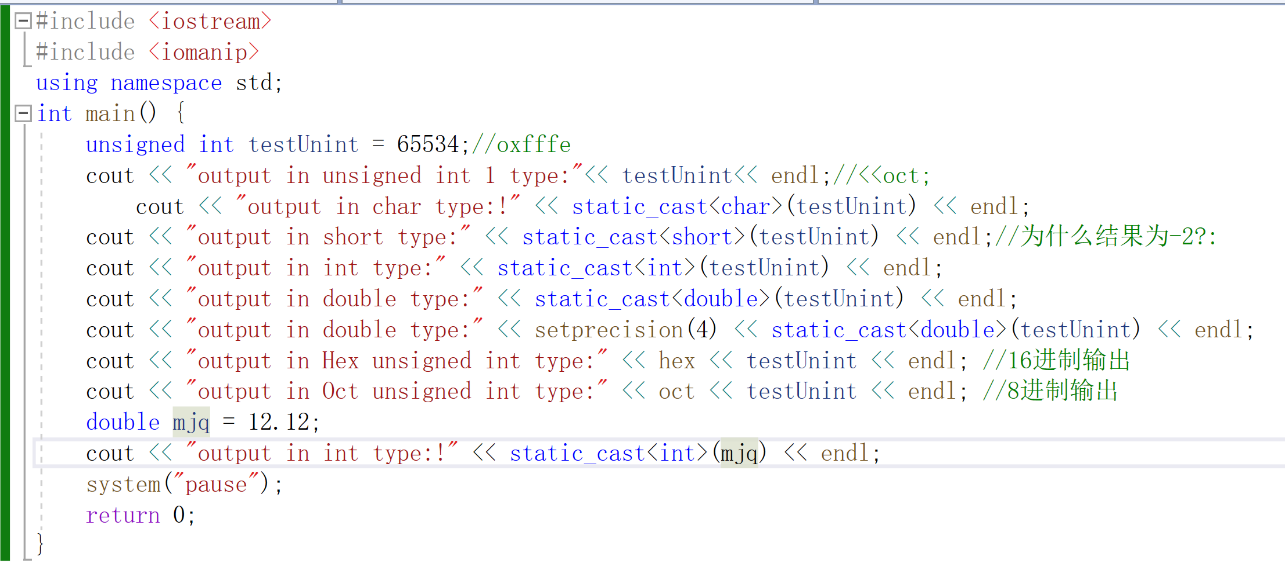 #include <iostream>
#include <iomanip>
using namespace std;
int main() {
unsigned int testUnint = 65534;//oxfffe
cout << "output in unsigned int 1 type:"<< testUnint<< endl;//<<oct;
cout << "output in char type:!" << static_cast<char>(testUnint) << endl;
cout << "output in short type:" << static_cast<short>(testUnint) << endl;//为什么结果为-2?:
cout << "output in int type:" << static_cast<int>(testUnint) << endl;
cout << "output in double type:" << static_cast<double>(testUnint) << endl;
cout << "output in double type:" << setprecision(4) << static_cast<double>(testUnint) << endl;
cout << "output in Hex unsigned int type:" << hex << testUnint << endl; //16进制输出
cout << "output in Oct unsigned int type:" << oct << testUnint << endl; //8进制输出
double mjq = 12.12;
cout << "output in int type:!" << static_cast<int>(mjq) << endl;
system("pause");
return 0;
}